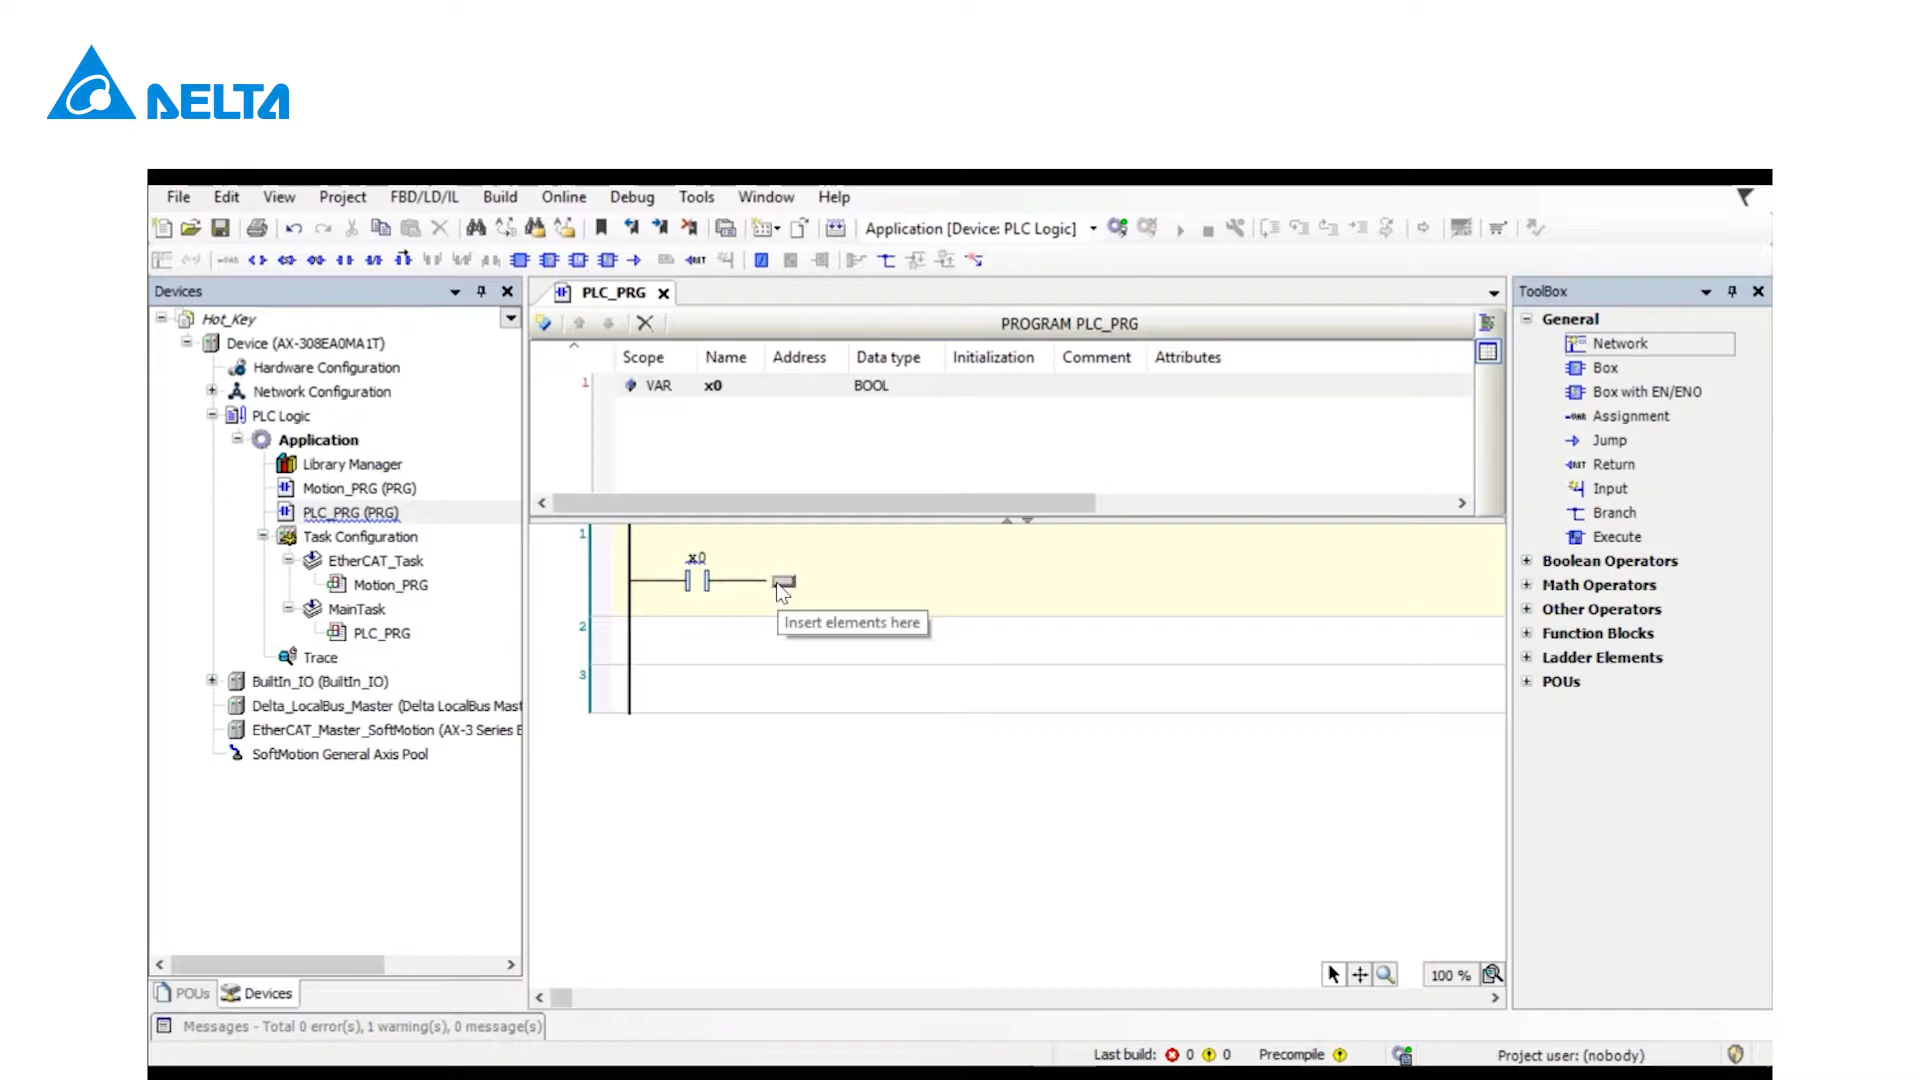 DELTA
File Edit View Project FBD/LD/IL Build Online Debug Tools Window Help
Application [Device: PLC Logic]
Devices
Hot_Key
Device (AX-308EA0MA1T)
Hardware Configuration
Network Configuration
PLC Logic
Application
Library Manager
Motion_PRG (PRG)
PLC_PRG (PRG)
Task Configuration
EtherCAT_Task
Motion_PRG
MainTask
PLC_PRG
Trace
BuiltIn_IO (BuiltIn_IO)
Delta_LocalBus_Master (Delta LocalBus Mast
EtherCAT_Master_SoftMotion (AX-3 Series E
SoftMotion General Axis Pool
POUs Devices
PLC_PRG
PROGRAM PLC_PRG
Scope Name Address Data type Initialization Comment Attributes
1 VAR x0 BOOL
1
x0
Insert elements here
2
3
100 %
ToolBox
General
Network
Box
Box with EN/ENO
Assignment
Jump
Return
Input
Branch
Execute
Boolean Operators
Math Operators
Other Operators
Function Blocks
Ladder Elements
POUs
Messages - Total 0 error(s), 1 warning(s), 0 message(s)
Last build: 0 0 Precompile Project user: (nobody)